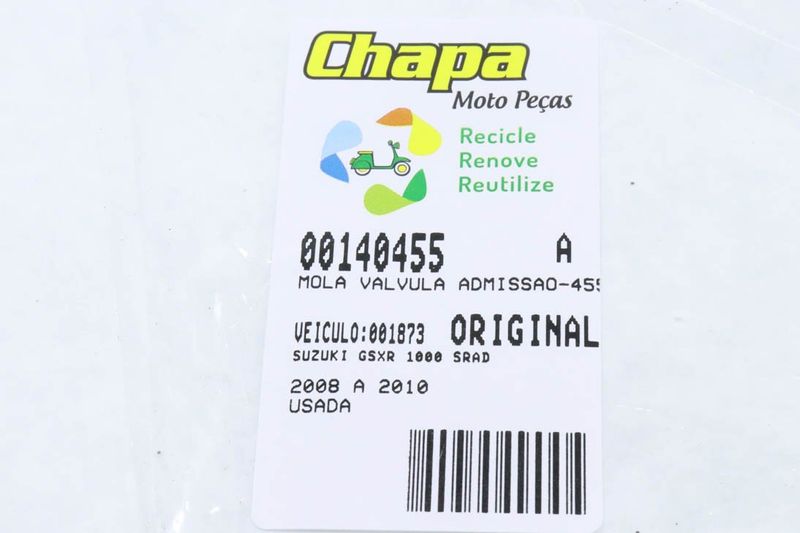 Chapa
Moto Peças
Recicle
Renove
Reutilize
00140455 A
MOLA VALVULA ADMISSAO-455
VEICULO:001873 ORIGINAL
SUZUKI GSXR 1000 SRAD
2008 A 2010
USADA